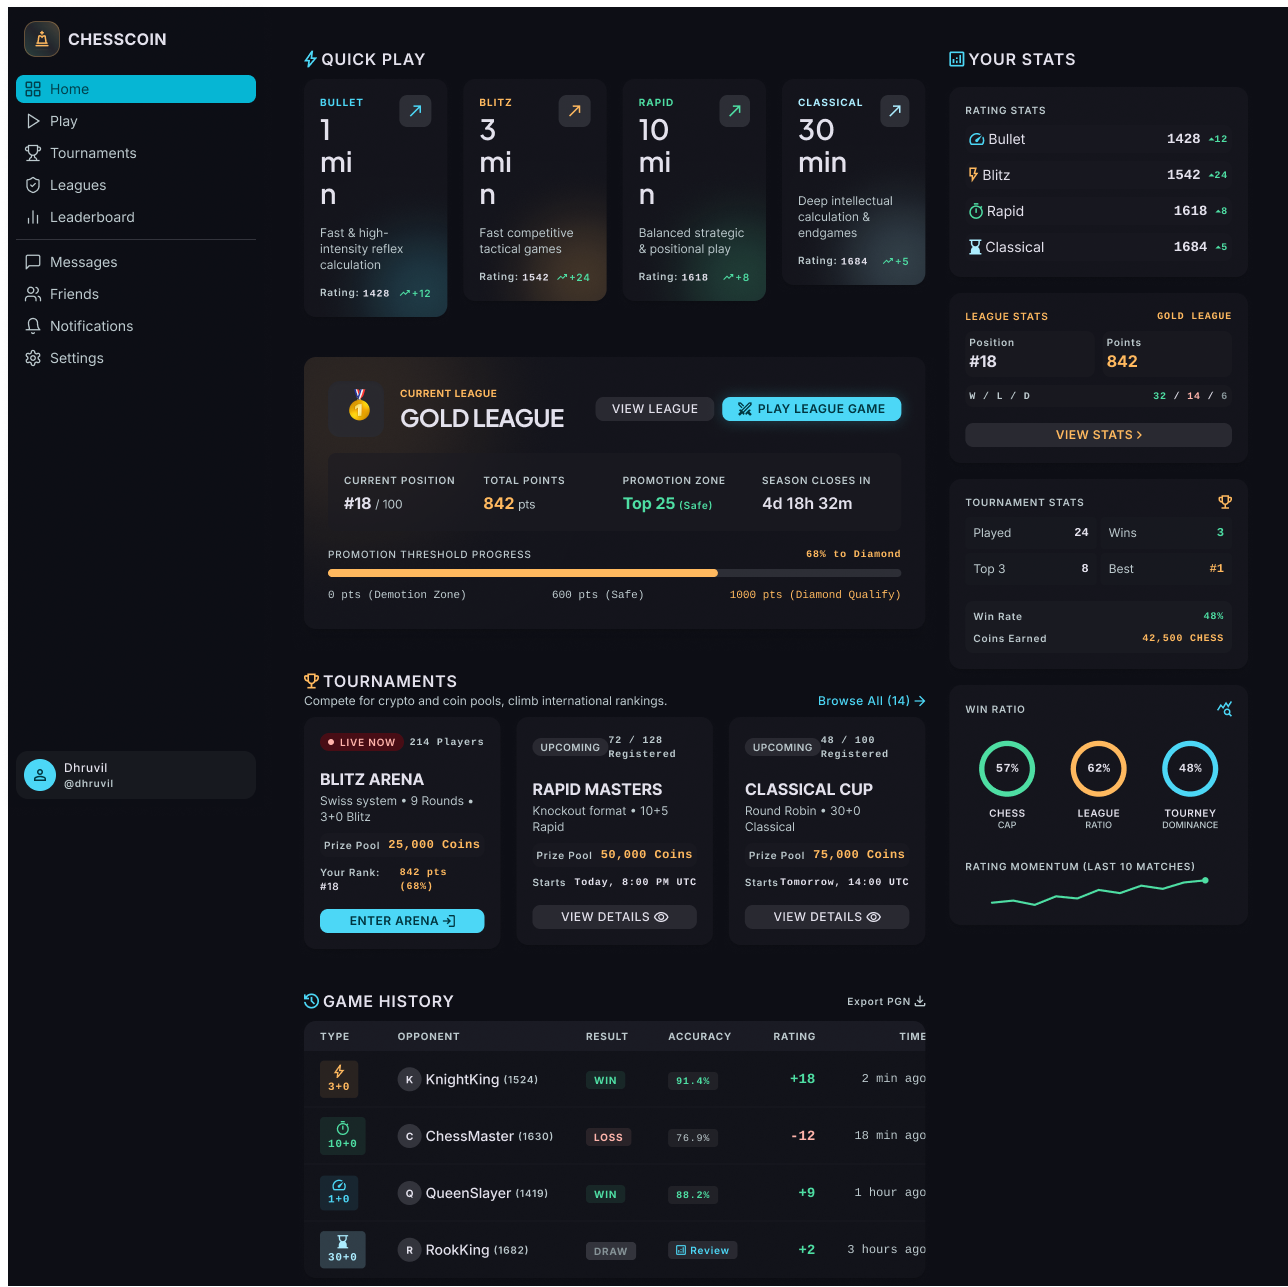 CHESSCOIN
Home
Play
Tournaments
Leagues
Leaderboard
Messages
Friends
Notifications
Settings
Dhruvil
@dhruvil
QUICK PLAY
BULLET
1
mi
n
Fast & high-
intensity reflex
calculation
Rating: 1428 +12
BLITZ
3
mi
n
Fast competitive
tactical games
Rating: 1542 +24
RAPID
10
mi
n
Balanced strategic
& positional play
Rating: 1618 +8
CLASSICAL
30
min
Deep intellectual
calculation &
endgames
Rating: 1684 +5
CURRENT LEAGUE
GOLD LEAGUE
VIEW LEAGUE
PLAY LEAGUE GAME
CURRENT POSITION
#18 / 100
TOTAL POINTS
842 pts
PROMOTION ZONE
Top 25 (Safe)
SEASON CLOSES IN
4d 18h 32m
PROMOTION THRESHOLD PROGRESS
68% to Diamond
0 pts (Demotion Zone)
600 pts (Safe)
1000 pts (Diamond Qualify)
TOURNAMENTS
Compete for crypto and coin pools, climb international rankings.
Browse All (14)
LIVE NOW
214 Players
BLITZ ARENA
Swiss system • 9 Rounds •
3+0 Blitz
Prize Pool 25,000 Coins
Your Rank:
#18
842 pts
(68%)
ENTER ARENA
UPCOMING
72 / 128
Registered
RAPID MASTERS
Knockout format • 10+5
Rapid
Prize Pool 50,000 Coins
Starts Today, 8:00 PM UTC
VIEW DETAILS
UPCOMING
48 / 100
Registered
CLASSICAL CUP
Round Robin • 30+0
Classical
Prize Pool 75,000 Coins
Starts Tomorrow, 14:00 UTC
VIEW DETAILS
GAME HISTORY
Export PGN
TYPE OPPONENT RESULT ACCURACY RATING TIME
3+0 K KnightKing (1524) WIN 91.4% +18 2 min ago
10+0 C ChessMaster (1630) LOSS 76.9% -12 18 min ago
1+0 Q QueenSlayer (1419) WIN 88.2% +9 1 hour ago
30+0 R RookKing (1682) DRAW Review +2 3 hours ago
YOUR STATS
RATING STATS
Bullet 1428 12
Blitz 1542 24
Rapid 1618 8
Classical 1684 5
LEAGUE STATS GOLD LEAGUE
Position
#18
Points
842
W / L / D 32 / 14 / 6
VIEW STATS
TOURNAMENT STATS
Played 24 Wins 3
Top 3 8 Best #1
Win Rate 48%
Coins Earned 42,500 CHESS
WIN RATIO
57%
CHESS
CAP
62%
LEAGUE
RATIO
48%
TOURNEY
DOMINANCE
RATING MOMENTUM (LAST 10 MATCHES)